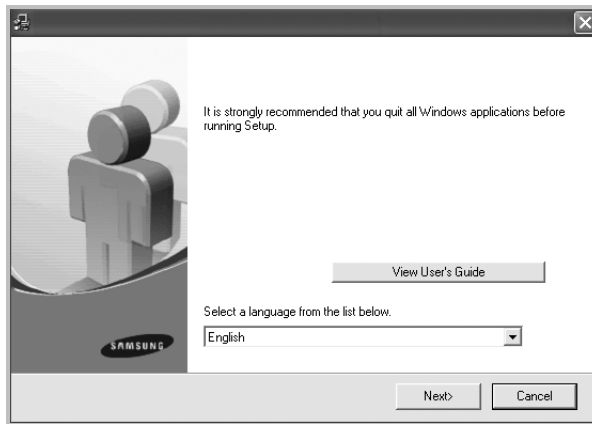 It is strongly recommended that you quit all Windows applications before
running Setup.
View User's Guide
Select a language from the list below.
English
SAMSUNG
Next>
Cancel